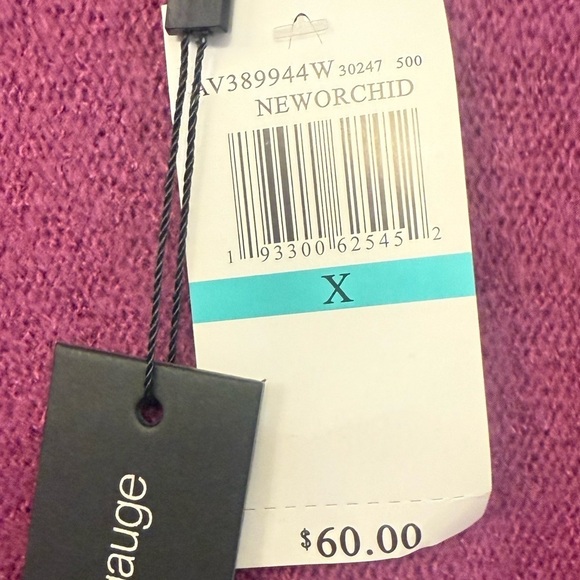 AV389944W 30247 500
NEWORCHID
1 93300 62545 2
X
$60.00
gauge